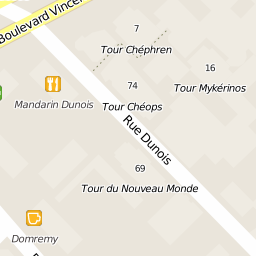 Boulevard Vince
7
Tour Chéphren
16
Tour Mykérinos
74
Tour Chéops
Mandarin Dunois
Rue Dunois
69
Tour du Nouveau Monde
Domremy